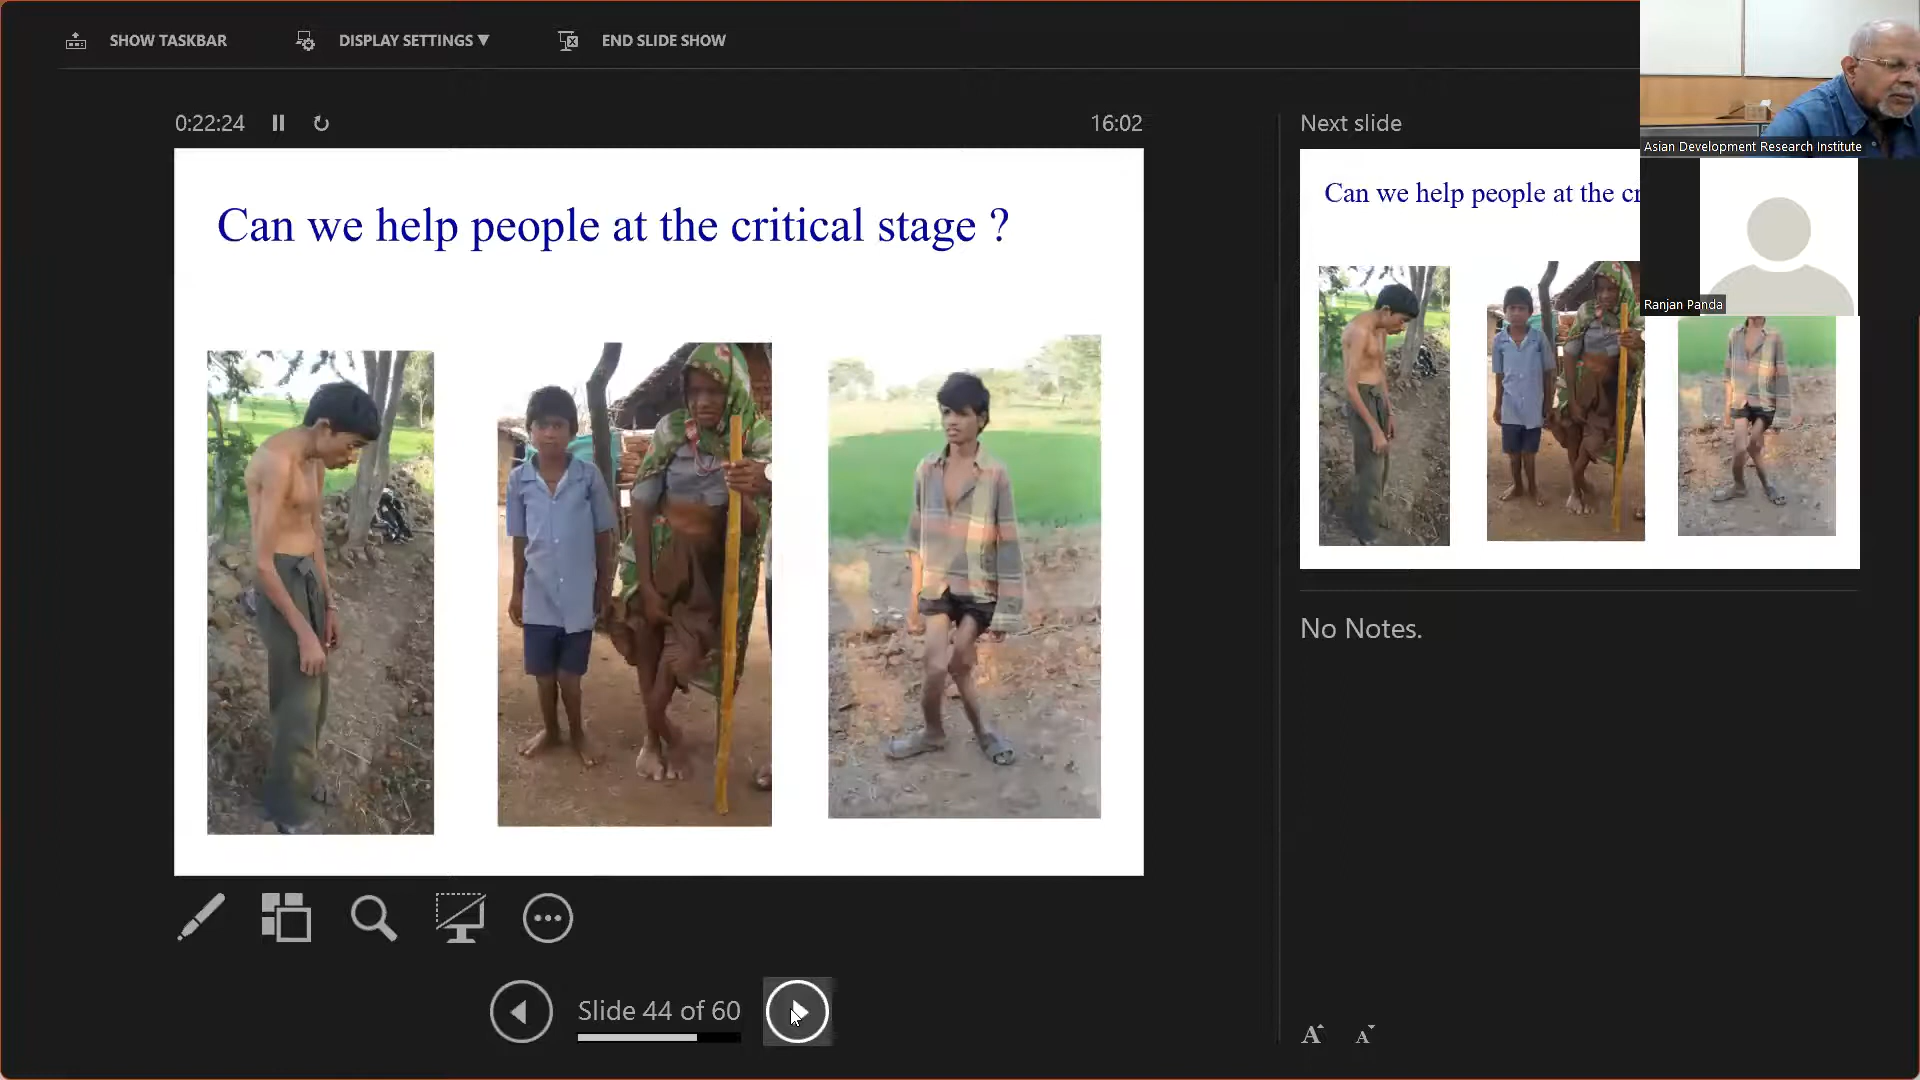 SHOW TASKBAR
DISPLAY SETTINGS ▼
END SLIDE SHOW
0:22:24
16:02
Next slide
Asian Development Research Institute
Can we help people at the critical stage ?
Can we help people at the cr
Ranjan Panda
No Notes.
Slide 44 of 60
A
A